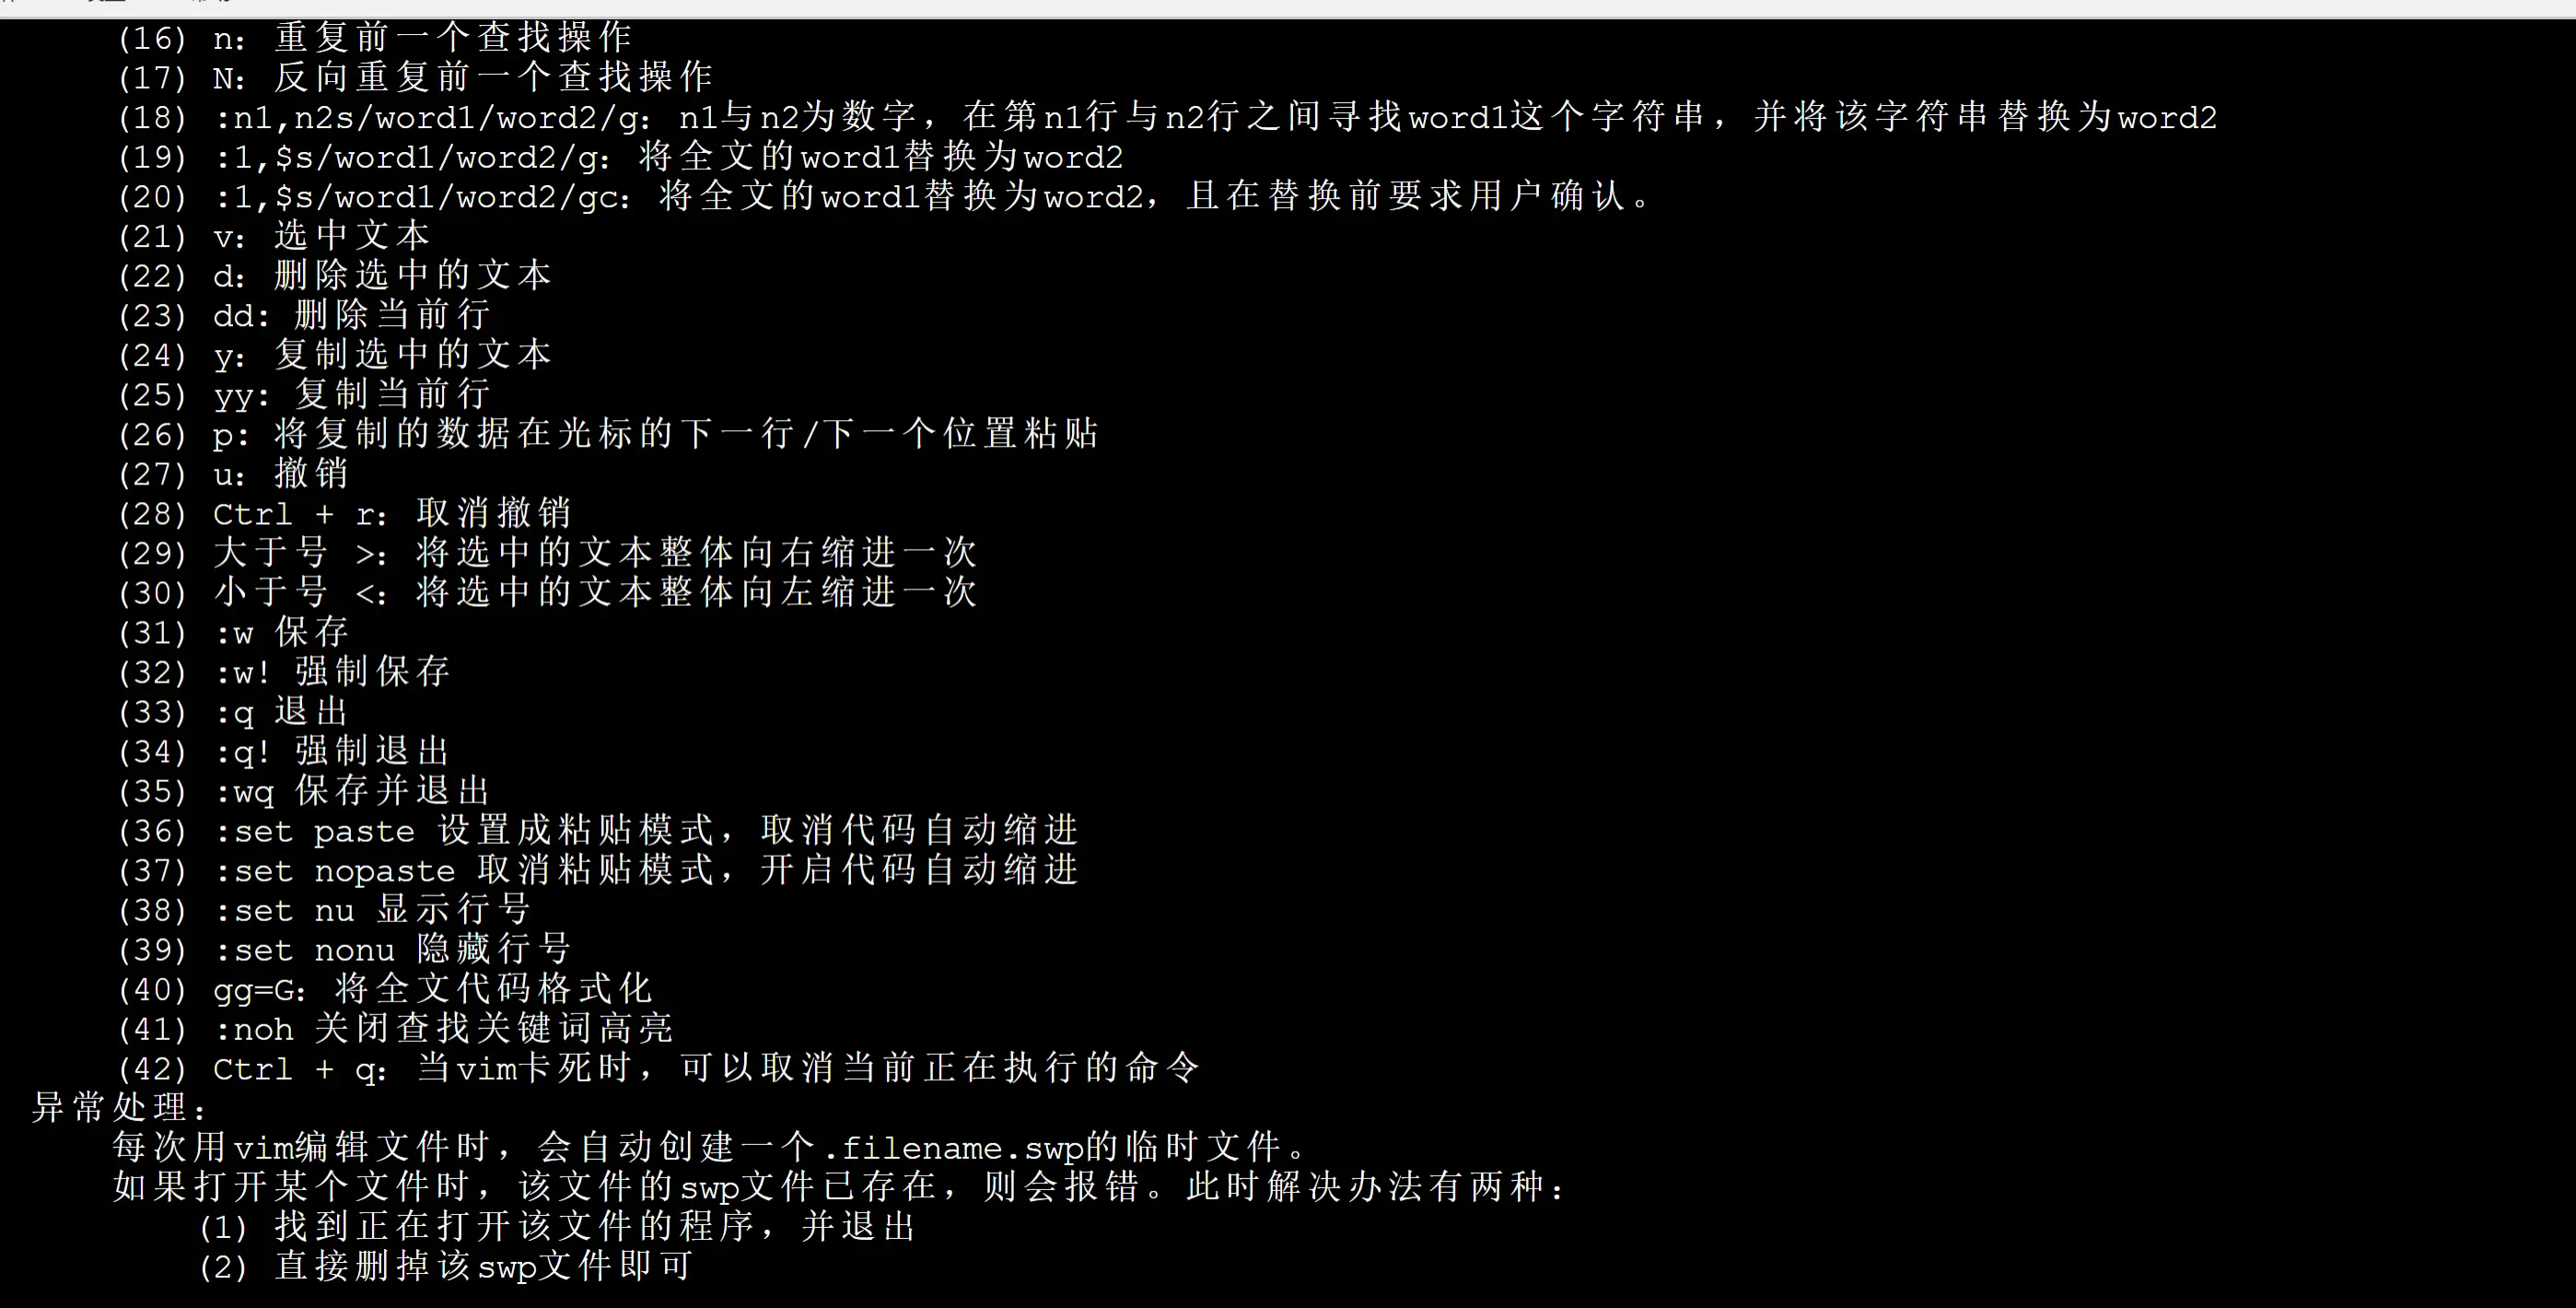 (16) n：重复前一个查找操作
(17) N：反向重复前一个查找操作
(18) :n1,n2s/word1/word2/g：n1与n2为数字，在第n1行与n2行之间寻找word1这个字符串，并将该字符串替换为word2
(19) :1,$s/word1/word2/g：将全文的word1替换为word2
(20) :1,$s/word1/word2/gc：将全文的word1替换为word2，且在替换前要求用户确认。
(21) v：选中文本
(22) d：删除选中的文本
(23) dd: 删除当前行
(24) y：复制选中的文本
(25) yy: 复制当前行
(26) p: 将复制的数据在光标的下一行/下一个位置粘贴
(27) u：撤销
(28) Ctrl + r：取消撤销
(29) 大于号 >：将选中的文本整体向右缩进一次
(30) 小于号 <：将选中的文本整体向左缩进一次
(31) :w 保存
(32) :w! 强制保存
(33) :q 退出
(34) :q! 强制退出
(35) :wq 保存并退出
(36) :set paste 设置成粘贴模式，取消代码自动缩进
(37) :set nopaste 取消粘贴模式，开启代码自动缩进
(38) :set nu 显示行号
(39) :set nonu 隐藏行号
(40) gg=G：将全文代码格式化
(41) :noh 关闭查找关键词高亮
(42) Ctrl + q：当vim卡死时，可以取消当前正在执行的命令
异常处理：
每次用vim编辑文件时，会自动创建一个.filename.swp的临时文件。
如果打开某个文件时，该文件的swp文件已存在，则会报错。此时解决办法有两种：
(1) 找到正在打开该文件的程序，并退出
(2) 直接删掉该swp文件即可